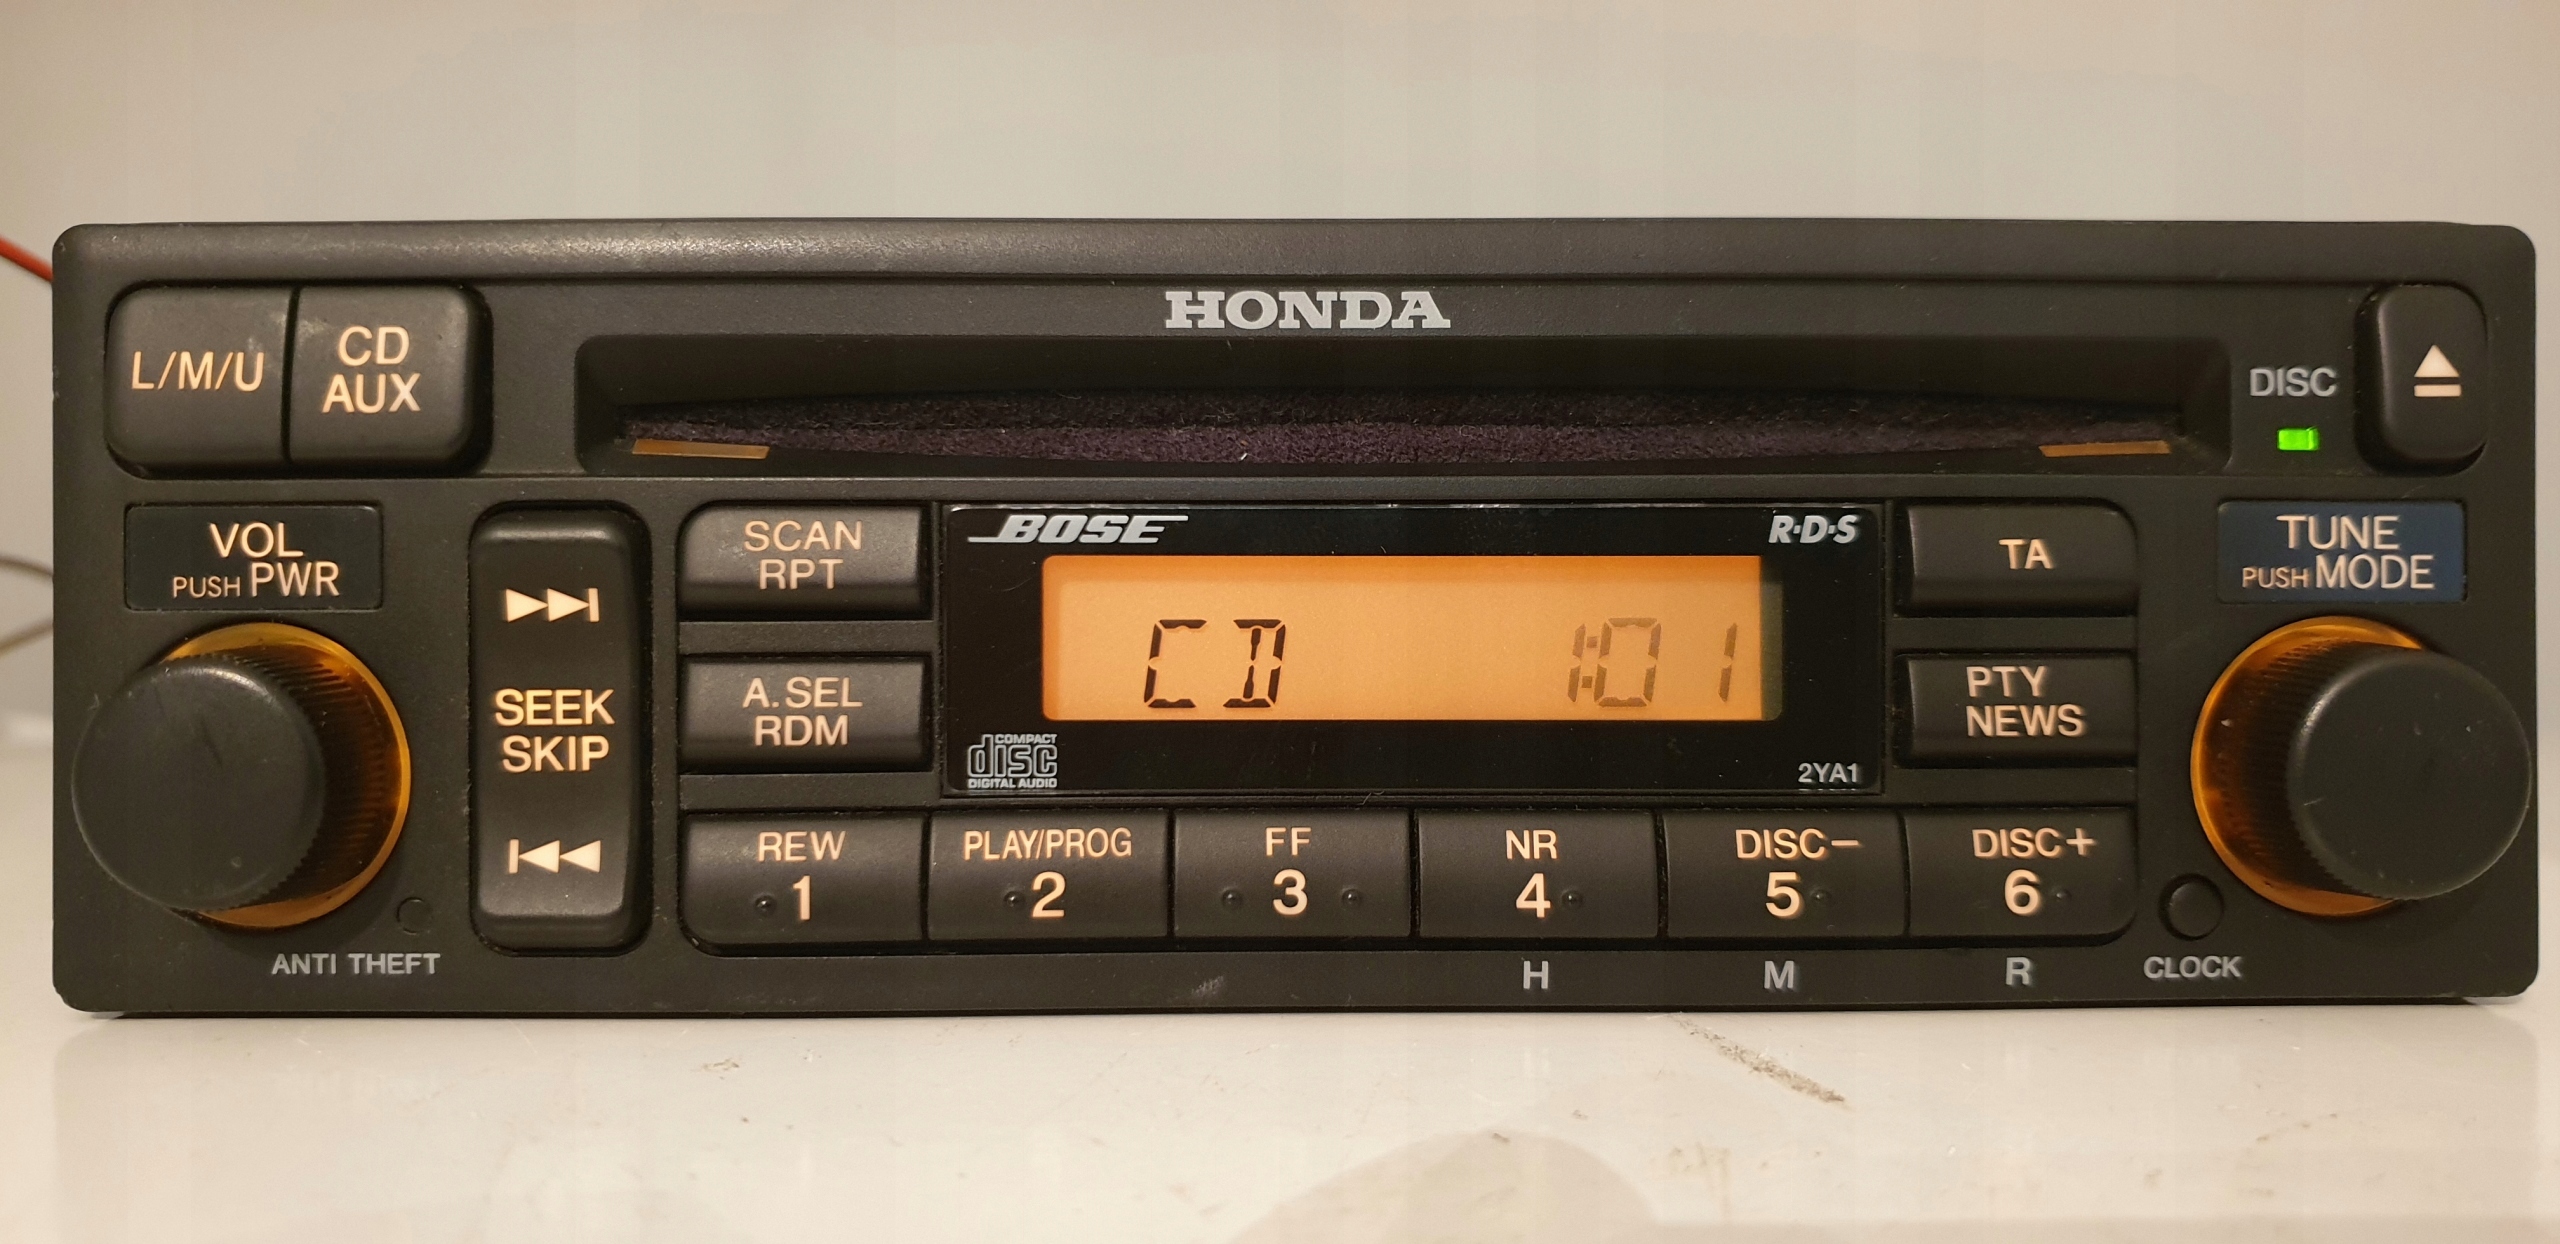 HONDA
L/M/U
CD
AUX
DISC
VOL
PUSH PWR
SEEK
SKIP
SCAN
RPT
A.SEL
RDM
BOSE
R·D·S
CD 1:01
COMPACT
disc
DIGITAL AUDIO
2YA1
TA
PTY
NEWS
TUNE
PUSH MODE
REW
1
PLAY/PROG
2
FF
3
NR
4
DISC−
5
DISC+
6
ANTI THEFT
H
M
R
CLOCK